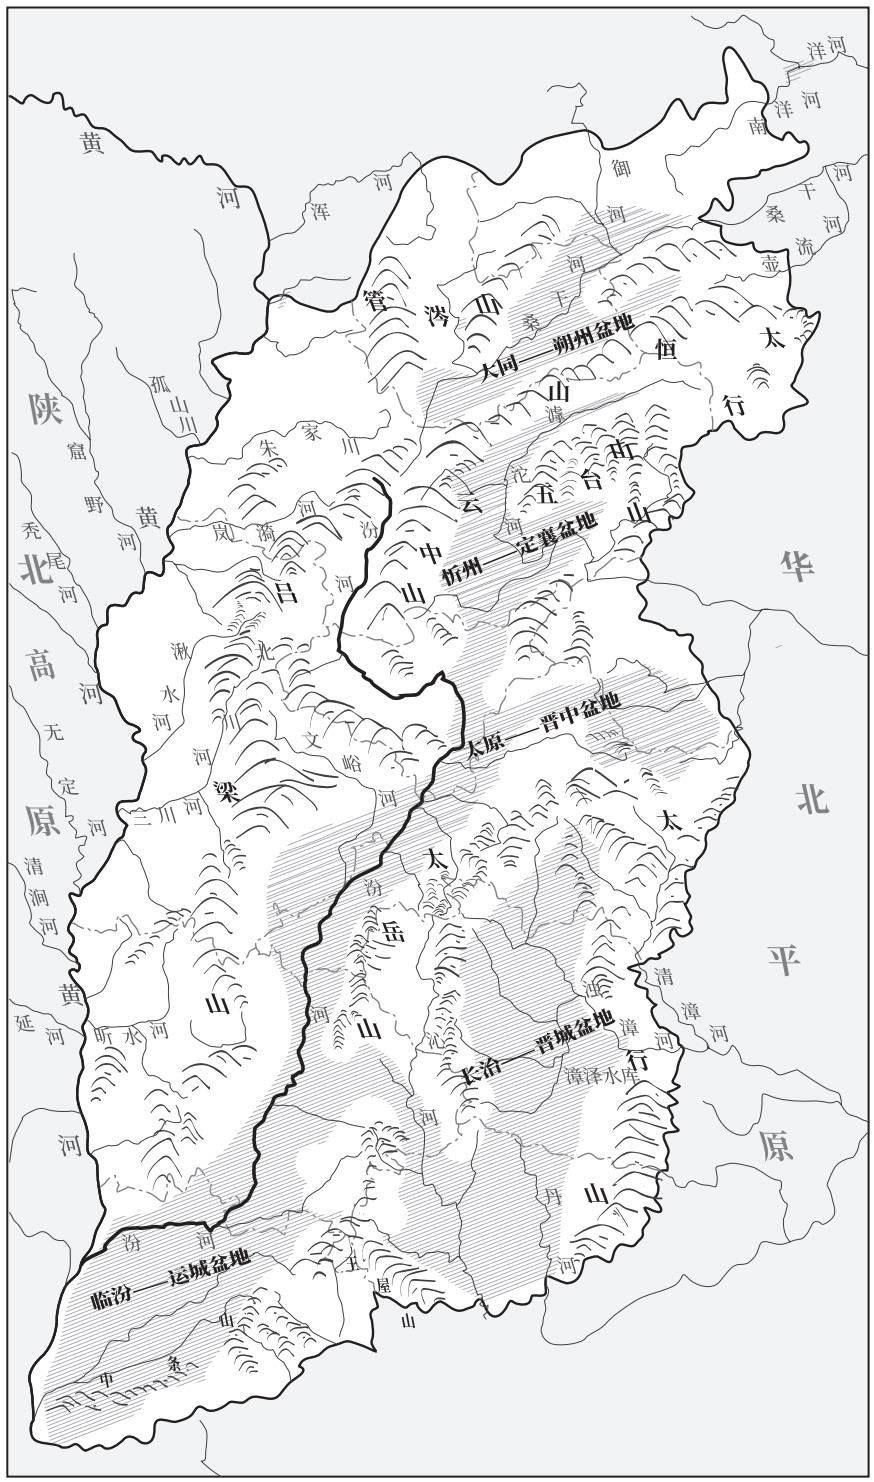 洋河
南洋河
黄河
浑河
御河
桑干河
壶流河
桑干河
管涔山
大同——朔州盆地
恒山
太行山
陕北高原
孤山川
窟野河
朱家川
岚漪河
汾河
滹沱河
五台山
云中山
忻州——定襄盆地
黄河
秃尾河
吕梁山
湫水河
北川河
文峪河
三川河
无定河
清涧河
太原——晋中盆地
华北平原
太岳山
汾河
太行山
黄河
延河
昕水河
沁河
浊漳河
清漳河
长治——晋城盆地
漳泽水库
丹河
汾河
临汾——运城盆地
王屋山
中条山